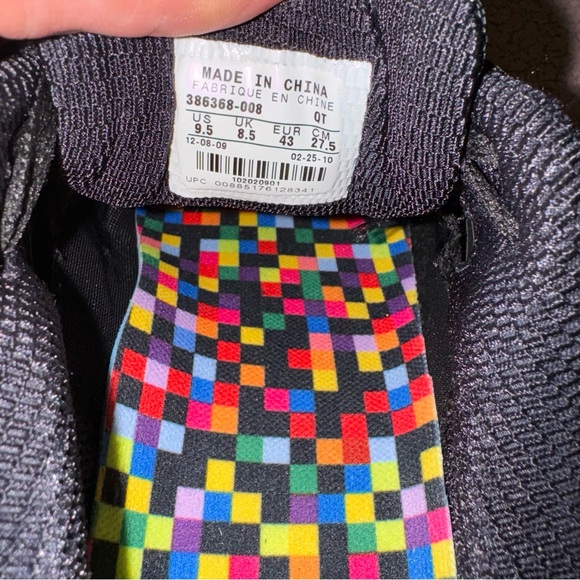 MADE IN CHINA
FABRIQUE EN CHINE
386368-008 QT
US UK EUR CM
9.5 8.5 43 27.5
12-08-09 02-25-10
102020901
UPC 00885176128341